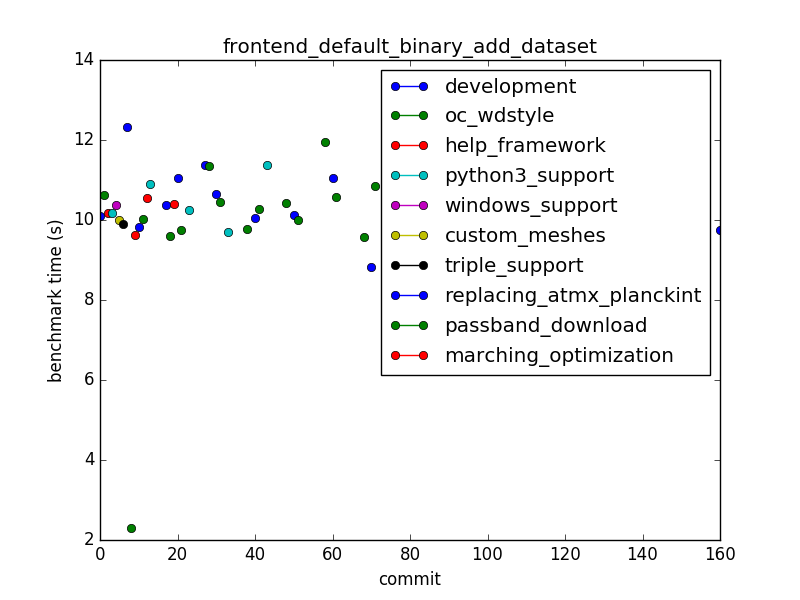 frontend_default_binary_add_dataset
14
12
10
8
6
4
2
benchmark time (s)
development
oc_wdstyle
help_framework
python3_support
windows_support
custom_meshes
triple_support
replacing_atmx_planckint
passband_download
marching_optimization
0 20 40 60 80 100 120 140 160
commit